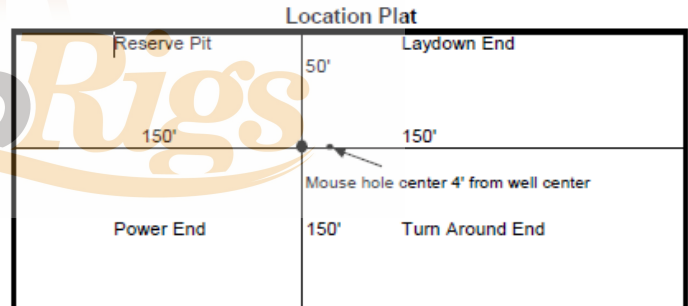 Location Plat
Reserve Pit
Laydown End
50'
150'
150'
Mouse hole center 4' from well center
Power End
150'
Turn Around End
Rigs